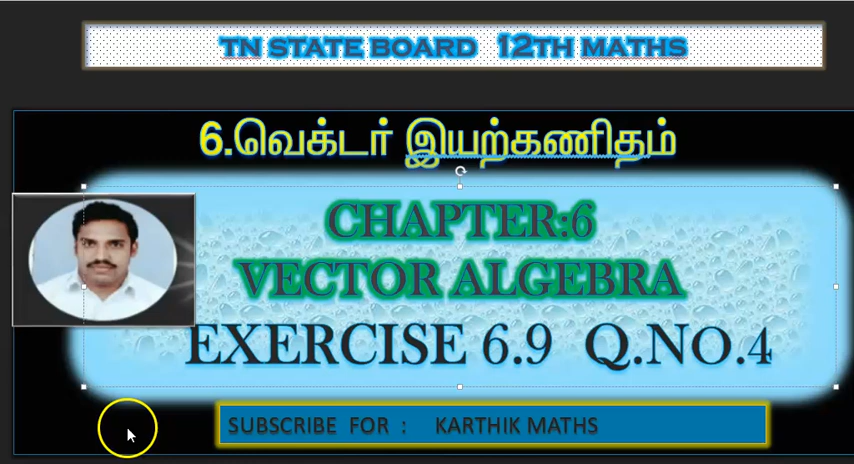 TN STATE BOARD 12TH MATHS
6.வெக்டர் இயற்கணிதம்
CHAPTER:6
VECTOR ALGEBRA
EXERCISE 6.9 Q.NO.4
SUBSCRIBE FOR : KARTHIK MATHS